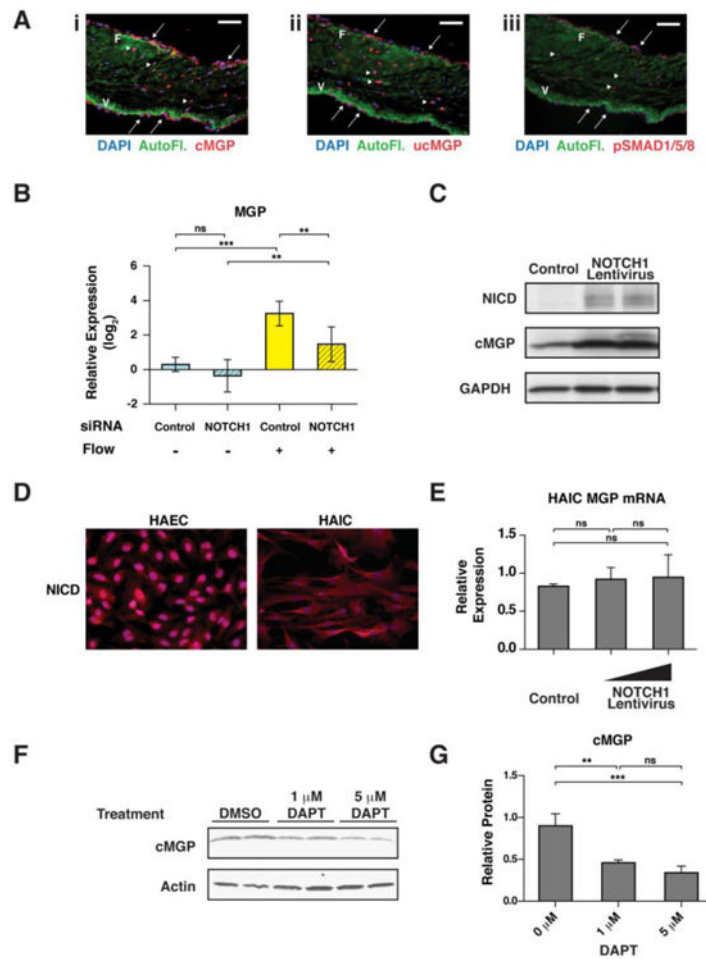 A
i
ii
iii
F
F
F
V
V
V
DAPI AutoFl. cMGP
DAPI AutoFl. ucMGP
DAPI AutoFl. pSMAD1/5/8
B
MGP
ns
**
***
**
Relative Expression
(log2)
6
4
2
0
-2
siRNA Control NOTCH1 Control NOTCH1
Flow - - + +
C
Control NOTCH1
Lentivirus
NICD
cMGP
GAPDH
D
HAEC HAIC
NICD
E
HAIC MGP mRNA
ns ns
ns
Relative
Expression
1.5
1.0
0.5
0.0
Control NOTCH1
Lentivirus
F
Treatment DMSO 1 µM DAPT 5 µM DAPT
cMGP
Actin
G
cMGP
** ns
***
Relative Protein
1.5
1.0
0.5
0.0
0 µM 1 µM 5 µM
DAPT